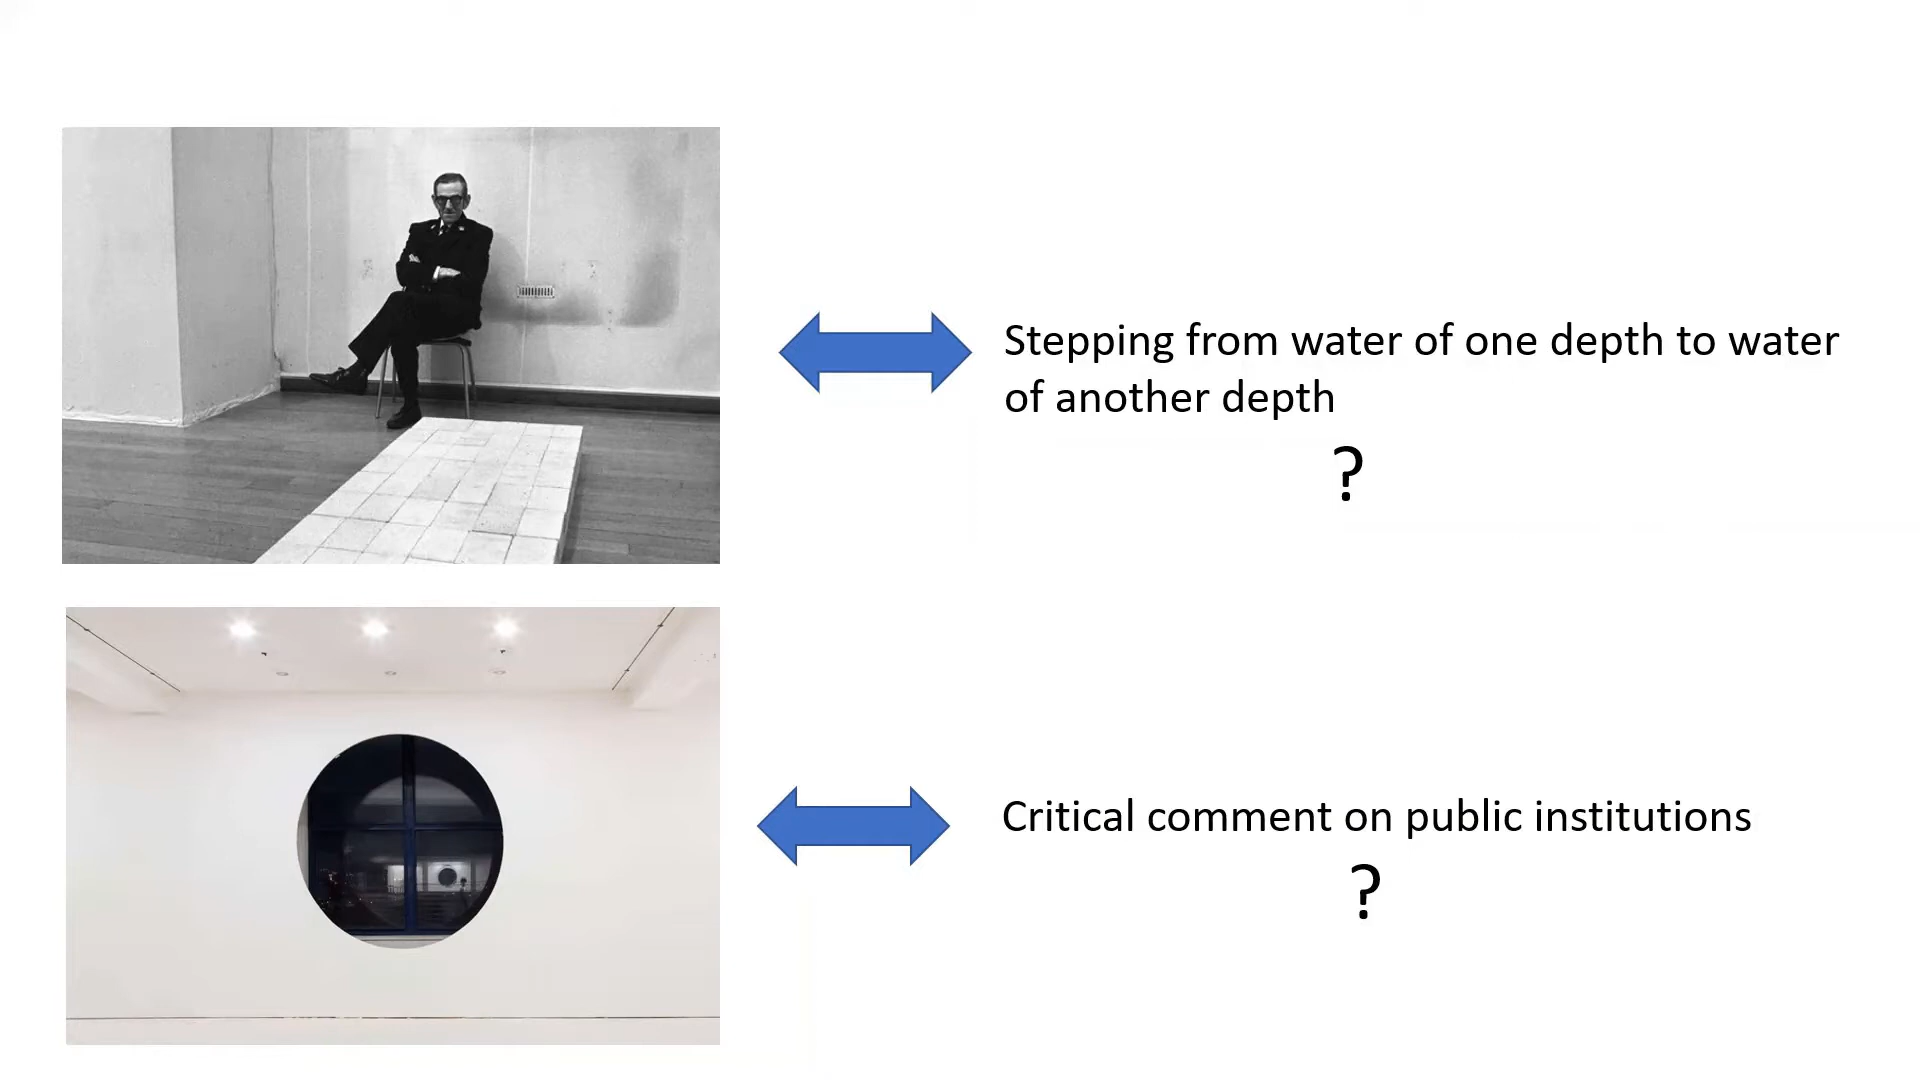 Stepping from water of one depth to water
of another depth
?
Critical comment on public institutions
?